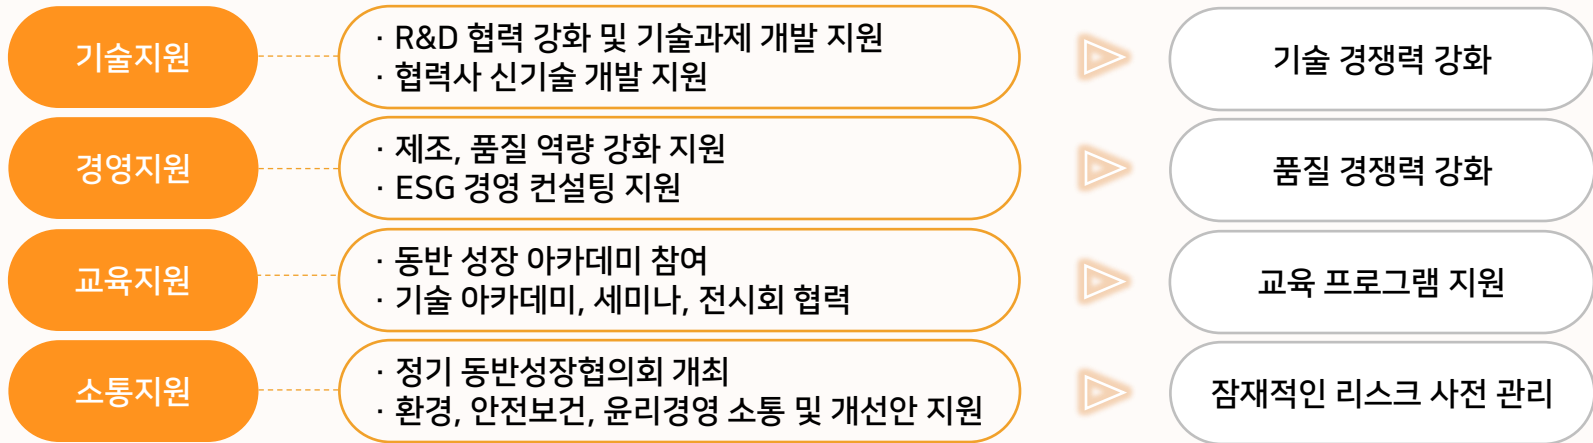 기술지원
· R&D 협력 강화 및 기술과제 개발 지원
· 협력사 신기술 개발 지원
기술 경쟁력 강화
경영지원
· 제조, 품질 역량 강화 지원
· ESG 경영 컨설팅 지원
품질 경쟁력 강화
교육지원
· 동반 성장 아카데미 참여
· 기술 아카데미, 세미나, 전시회 협력
교육 프로그램 지원
소통지원
· 정기 동반성장협의회 개최
· 환경, 안전보건, 윤리경영 소통 및 개선안 지원
잠재적인 리스크 사전 관리